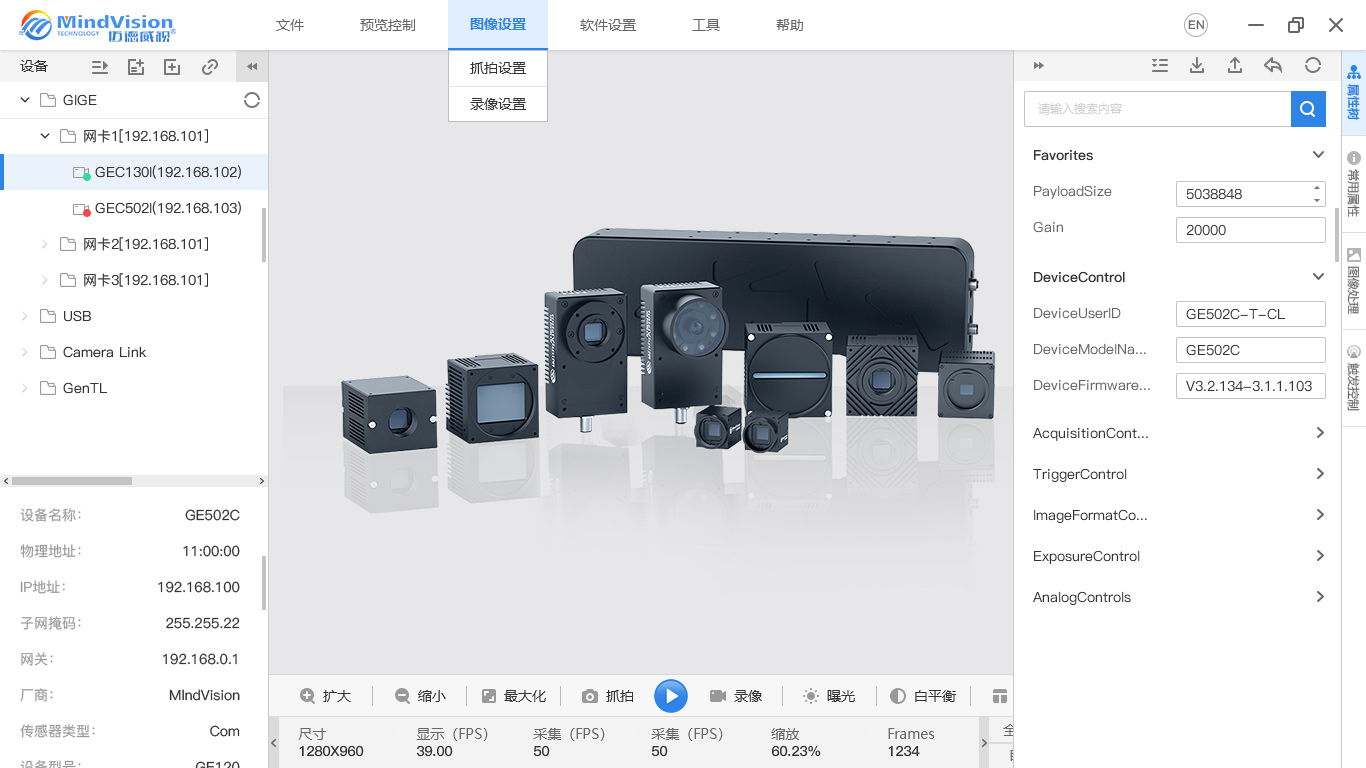 MindVision
TECHNOLOGY 迈德威视®
文件
预览控制
图像设置
软件设置
工具
帮助
EN
抓拍设置
录像设置
设备
GIGE
网卡1[192.168.101]
GEC130I(192.168.102)
GEC502I(192.168.103)
网卡2[192.168.101]
网卡3[192.168.101]
USB
Camera Link
GenTL
设备名称: GE502C
物理地址: 11:00:00
IP地址: 192.168.100
子网掩码: 255.255.22
网关: 192.168.0.1
厂商: MIndVision
传感器类型: Com
设备型号: GE120
扩大
缩小
最大化
抓拍
录像
曝光
白平衡
尺寸
1280X960
显示（FPS）
39.00
采集（FPS）
50
采集（FPS）
50
缩放
60.23%
Frames
1234
请输入搜索内容
Favorites
PayloadSize 5038848
Gain 20000
DeviceControl
DeviceUserID GE502C-T-CL
DeviceModelNa... GE502C
DeviceFirmware... V3.2.134-3.1.1.103
AcquisitionCont...
TriggerControl
ImageFormatCo...
ExposureControl
AnalogControls
属性树
常用属性
图像处理
触发控制